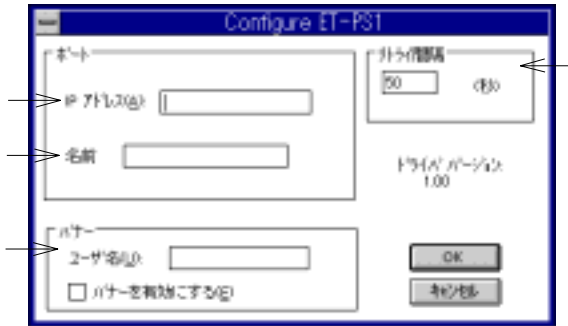 Configure ET-PS1
ポート
IP アドレス(A):
名前
リトライ間隔
50 (秒)
ドライバ バージョン:
1.00
バナー
ユーザ名(U):
バナーを有効にする(E)
OK
キャンセル